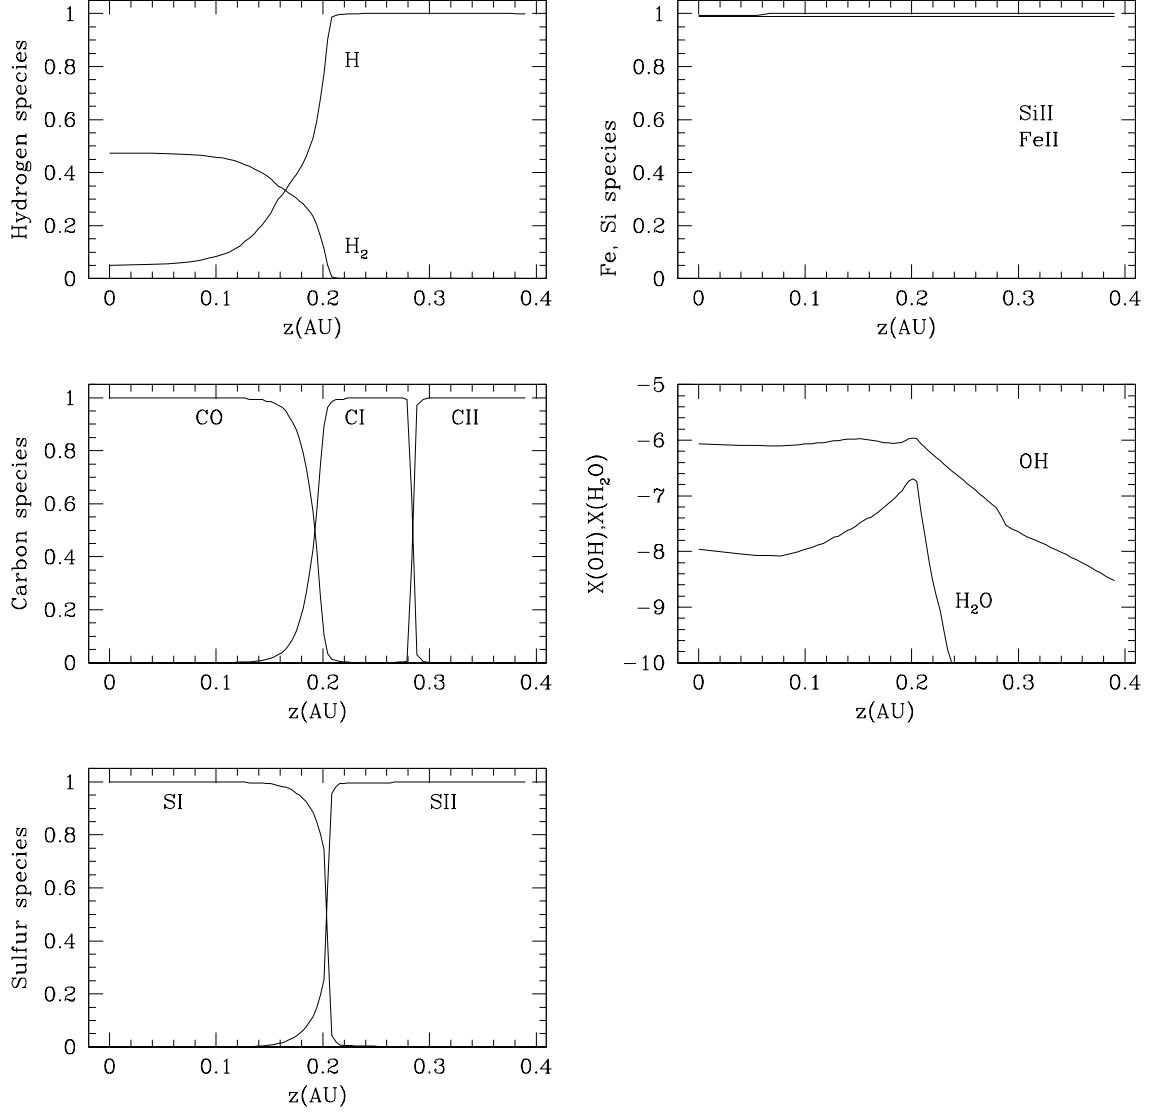 Hydrogen species
1
0.8
0.6
0.4
0.2
0
H
H₂
0 0.1 0.2 0.3 0.4
z(AU)
Fe, Si species
1
0.8
0.6
0.4
0.2
0
SiII
FeII
0 0.1 0.2 0.3 0.4
z(AU)
Carbon species
1
0.8
0.6
0.4
0.2
0
CO CI CII
0 0.1 0.2 0.3 0.4
z(AU)
X(OH),X(H₂O)
−5
−6
−7
−8
−9
−10
OH
H₂O
0 0.1 0.2 0.3 0.4
z(AU)
Sulfur species
1
0.8
0.6
0.4
0.2
0
SI SII
0 0.1 0.2 0.3 0.4
z(AU)